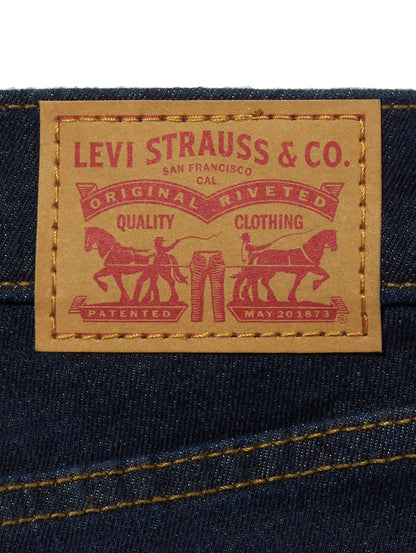 LEVI STRAUSS & CO.
SAN FRANCISCO
CAL.
ORIGINAL RIVETED
QUALITY CLOTHING
PATENTED MAY 20 1873
®